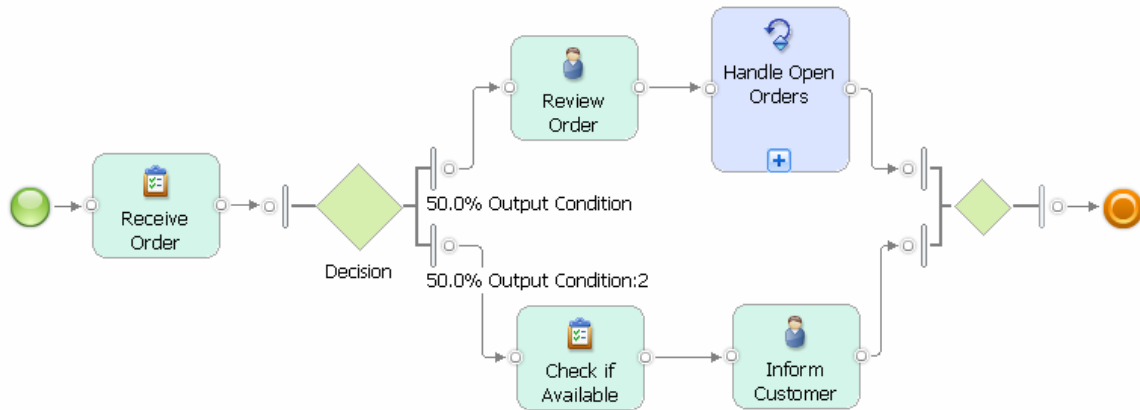 Handle Open
Orders
Review
Order
Receive
Order
50.0% Output Condition
Decision
50.0% Output Condition:2
Check if
Available
Inform
Customer